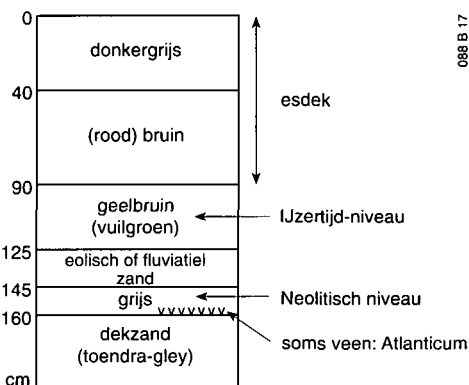 0
donkergrijs
40
(rood) bruin
90
geelbruin
(vuilgroen)
125
eolisch of fluviatiel
zand
145
grijs
v v v v v v v
160
dekzand
(toendra-gley)
cm
esdek
IJzertijd-niveau
Neolitisch niveau
soms veen: Atlanticum
088 B 17